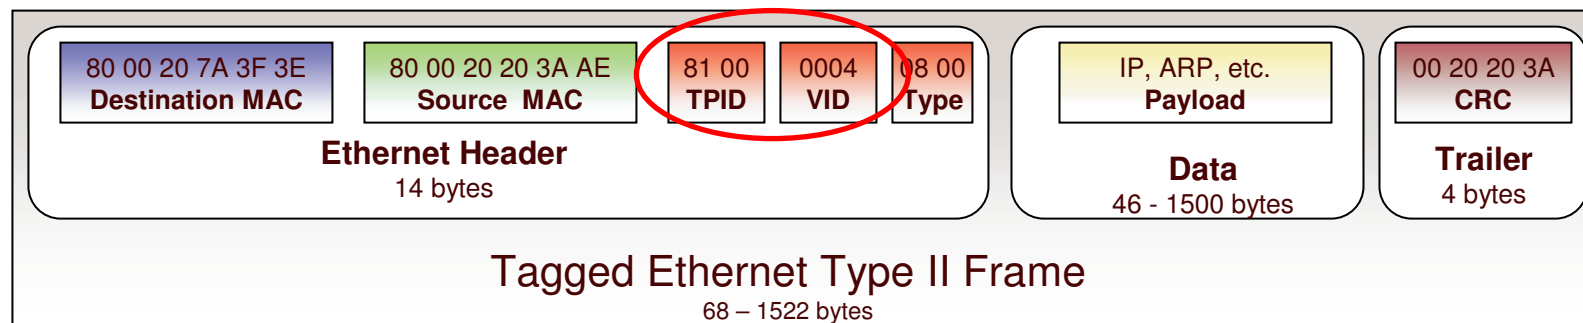 80 00 20 7A 3F 3E
Destination MAC
80 00 20 20 3A AE
Source MAC
81 00
TPID
0004
VID
08 00
Type
Ethernet Header
14 bytes
IP, ARP, etc.
Payload
Data
46 - 1500 bytes
00 20 20 3A
CRC
Trailer
4 bytes
Tagged Ethernet Type II Frame
68 – 1522 bytes